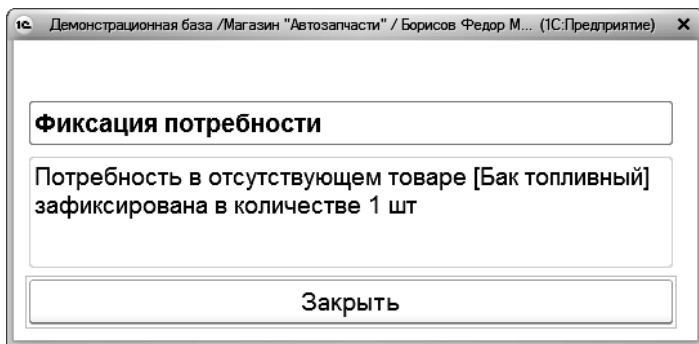 1С Демонстрационная база /Магазин "Автозапчасти" / Борисов Федор М... (1С:Предприятие)
Фиксация потребности
Потребность в отсутствующем товаре [Бак топливный]
зафиксирована в количестве 1 шт
Закрыть